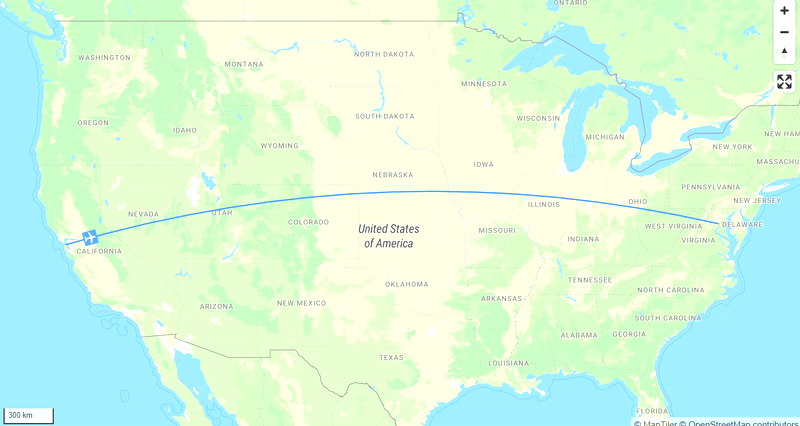 ONTARIO
WASHINGTON
MONTANA
NORTH DAKOTA
MINNESOTA
OREGON
IDAHO
SOUTH DAKOTA
WISCONSIN
MICHIGAN
NEW HAM
WYOMING
NEW YORK
IOWA
MASSACHU
NEBRASKA
PENNSYLVANIA
NEVADA
UTAH
COLORADO
ILLINOIS
OHIO
NEW JERSEY
United States
of America
MISSOURI
INDIANA
WEST VIRGINIA
DELAWARE
VIRGINIA
CALIFORNIA
OKLAHOMA
TENNESSEE
NORTH CAROLINA
ARIZONA
NEW MEXICO
ARKANSAS
SOUTH CAROLINA
ALABAMA
GEORGIA
TEXAS
LOUISIANA
FLORIDA
300 km
© MapTiler © OpenStreetMap contributors